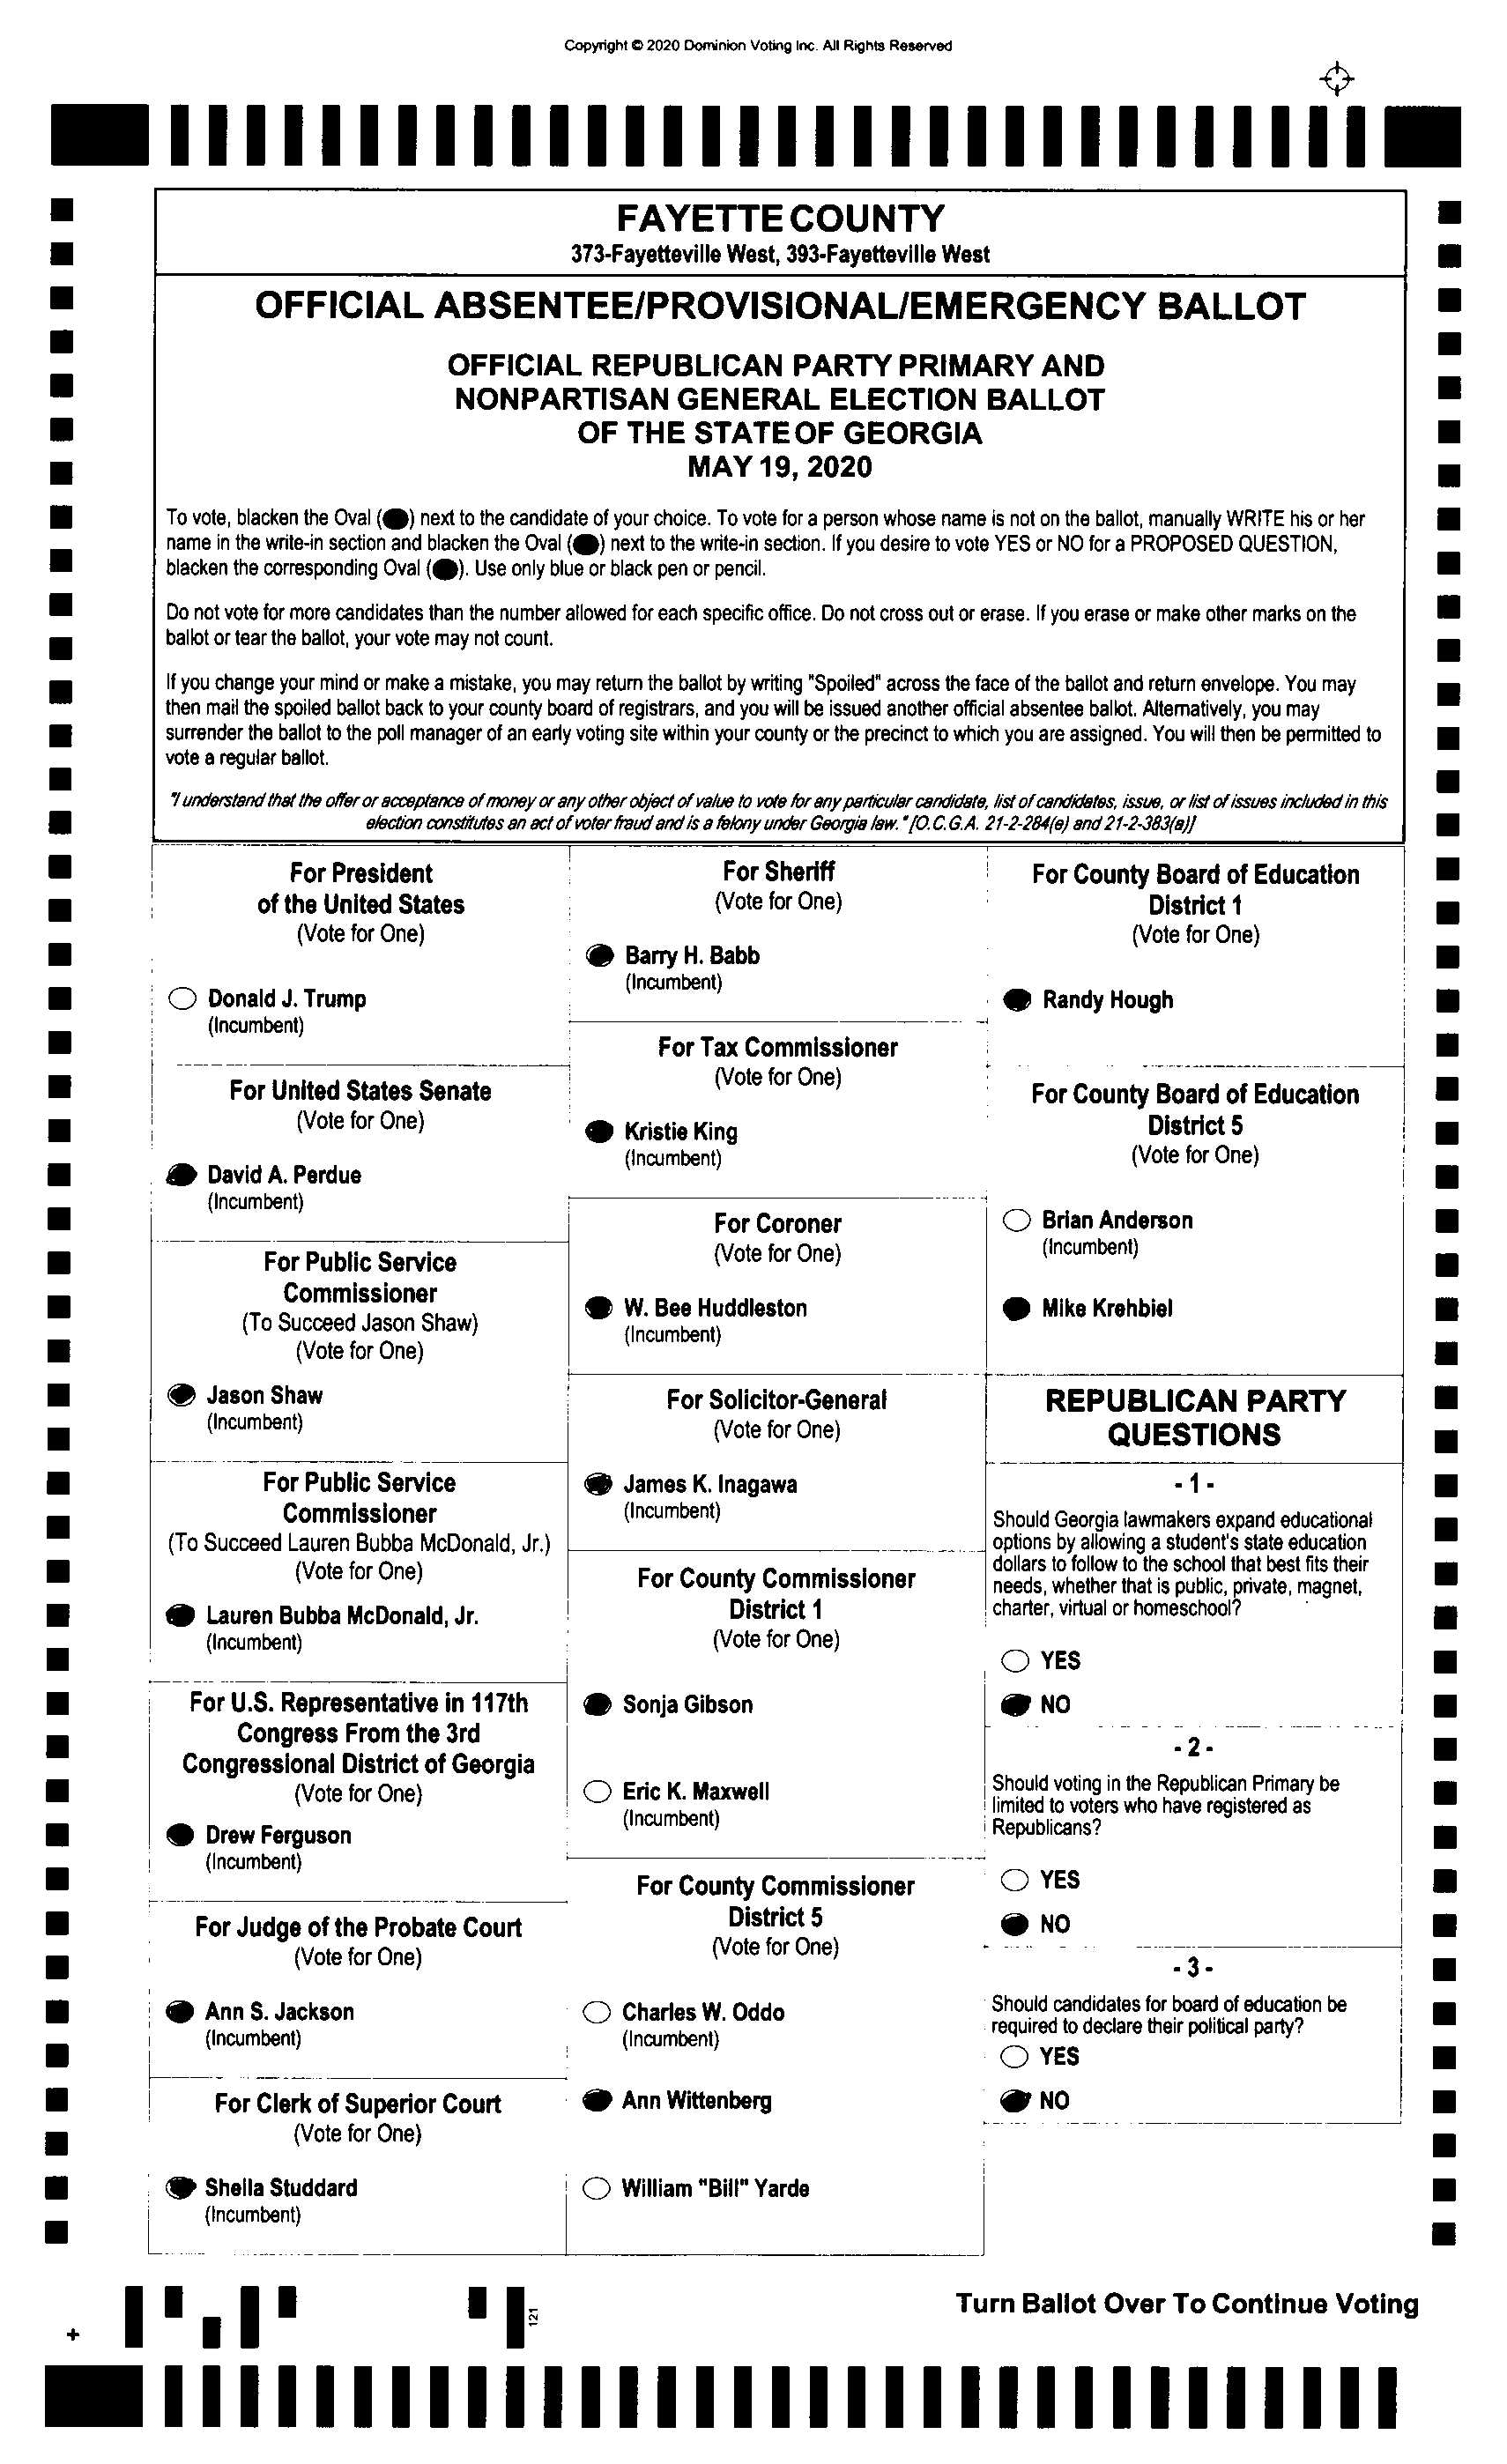 Copyright © 2020 Dominion Voting Inc. All Rights Reserved
FAYETTE COUNTY
373-Fayetteville West, 393-Fayetteville West
OFFICIAL ABSENTEE/PROVISIONAL/EMERGENCY BALLOT
OFFICIAL REPUBLICAN PARTY PRIMARY AND
NONPARTISAN GENERAL ELECTION BALLOT
OF THE STATE OF GEORGIA
MAY 19, 2020
To vote, blacken the Oval (●) next to the candidate of your choice. To vote for a person whose name is not on the ballot, manually WRITE his or her
name in the write-in section and blacken the Oval (●) next to the write-in section. If you desire to vote YES or NO for a PROPOSED QUESTION,
blacken the corresponding Oval (●). Use only blue or black pen or pencil.
Do not vote for more candidates than the number allowed for each specific office. Do not cross out or erase. If you erase or make other marks on the
ballot or tear the ballot, your vote may not count.
If you change your mind or make a mistake, you may return the ballot by writing "Spoiled" across the face of the ballot and return envelope. You may
then mail the spoiled ballot back to your county board of registrars, and you will be issued another official absentee ballot. Alternatively, you may
surrender the ballot to the poll manager of an early voting site within your county or the precinct to which you are assigned. You will then be permitted to
vote a regular ballot.
"I understand that the offer or acceptance of money or any other object of value to vote for any particular candidate, list of candidates, issue, or list of issues included in this
election constitutes an act of voter fraud and is a felony under Georgia law." [O.C.G.A. 21-2-284(e) and 21-2-383(a)]
For President
of the United States
(Vote for One)
Donald J. Trump
(Incumbent)
For United States Senate
(Vote for One)
David A. Perdue
(Incumbent)
For Public Service
Commissioner
(To Succeed Jason Shaw)
(Vote for One)
Jason Shaw
(Incumbent)
For Public Service
Commissioner
(To Succeed Lauren Bubba McDonald, Jr.)
(Vote for One)
Lauren Bubba McDonald, Jr.
(Incumbent)
For U.S. Representative in 117th
Congress From the 3rd
Congressional District of Georgia
(Vote for One)
Drew Ferguson
(Incumbent)
For Judge of the Probate Court
(Vote for One)
Ann S. Jackson
(Incumbent)
For Clerk of Superior Court
(Vote for One)
Sheila Studdard
(Incumbent)
For Sheriff
(Vote for One)
Barry H. Babb
(Incumbent)
For Tax Commissioner
(Vote for One)
Kristie King
(Incumbent)
For Coroner
(Vote for One)
W. Bee Huddleston
(Incumbent)
For Solicitor-General
(Vote for One)
James K. Inagawa
(Incumbent)
For County Commissioner
District 1
(Vote for One)
Sonja Gibson
Eric K. Maxwell
(Incumbent)
For County Commissioner
District 5
(Vote for One)
Charles W. Oddo
(Incumbent)
Ann Wittenberg
William "Bill" Yarde
For County Board of Education
District 1
(Vote for One)
Randy Hough
For County Board of Education
District 5
(Vote for One)
Brian Anderson
(Incumbent)
Mike Krehbiel
REPUBLICAN PARTY
QUESTIONS
- 1 -
Should Georgia lawmakers expand educational
options by allowing a student's state education
dollars to follow to the school that best fits their
needs, whether that is public, private, magnet,
charter, virtual or homeschool?
YES
NO
- 2 -
Should voting in the Republican Primary be
limited to voters who have registered as
Republicans?
YES
NO
- 3 -
Should candidates for board of education be
required to declare their political party?
YES
NO
121
Turn Ballot Over To Continue Voting
+